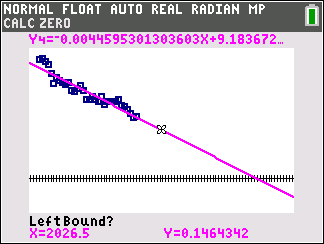 NORMAL FLOAT AUTO REAL RADIAN MP
CALC ZERO
Y4=-0.0044595301303603X+9.183672…
LeftBound?
X=2026.5 Y=0.1464342